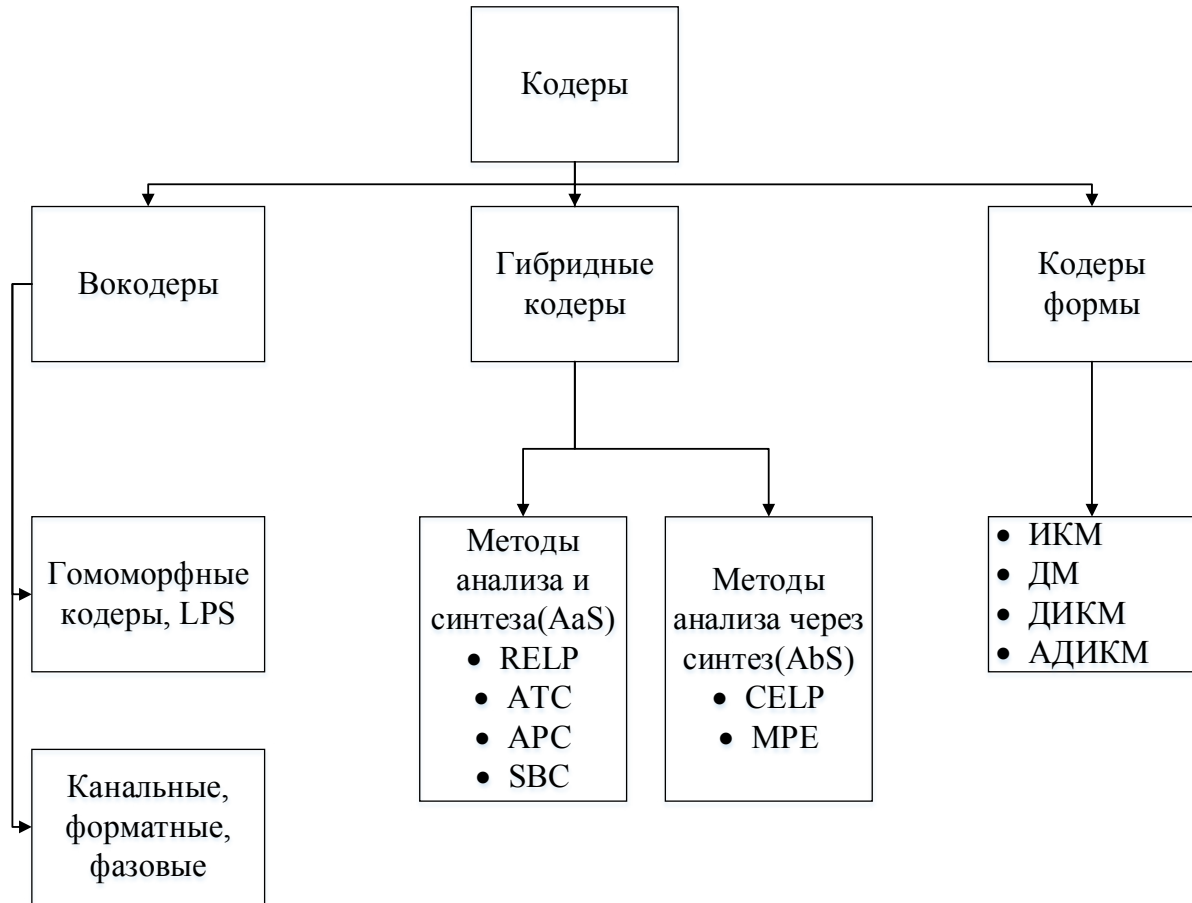 Кодеры
Вокодеры
Гибридные
кодеры
Кодеры
формы
Гомоморфные
кодеры, LPS
Канальные,
форматные,
фазовые
Методы
анализа и
синтеза(AaS)
• RELP
• ATC
• APC
• SBC
Методы
анализа через
синтез(AbS)
• CELP
• MPE
• ИКМ
• ДМ
• ДИКМ
• АДИКМ